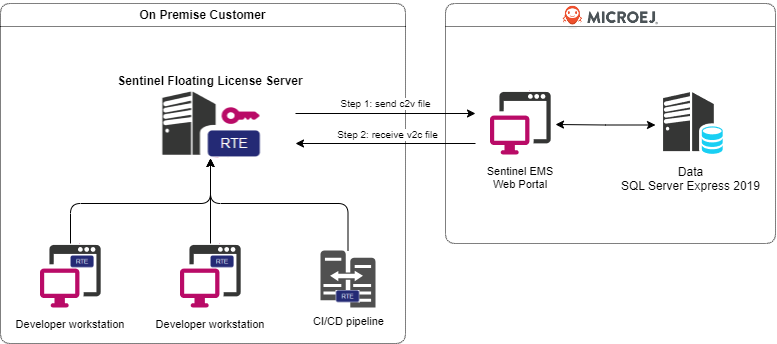 On Premise Customer
MICROEJ.
Sentinel Floating License Server
RTE
Step 1: send c2v file
Step 2: receive v2c file
Sentinel EMS
Web Portal
Data
SQL Server Express 2019
RTE
RTE
RTE
Developer workstation
Developer workstation
CI/CD pipeline